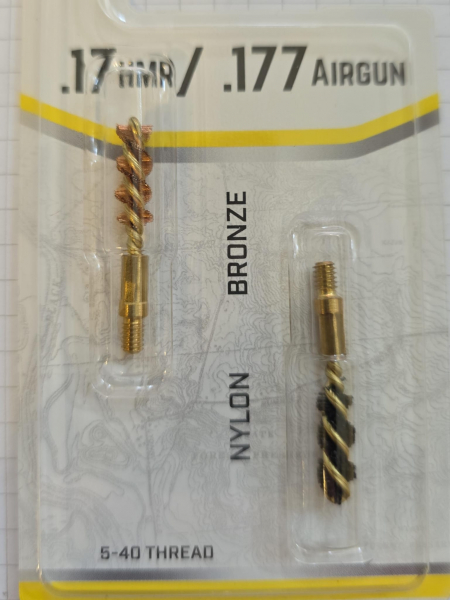 .17 HMR / .177 AIRGUN
BRONZE
NYLON
5-40 THREAD